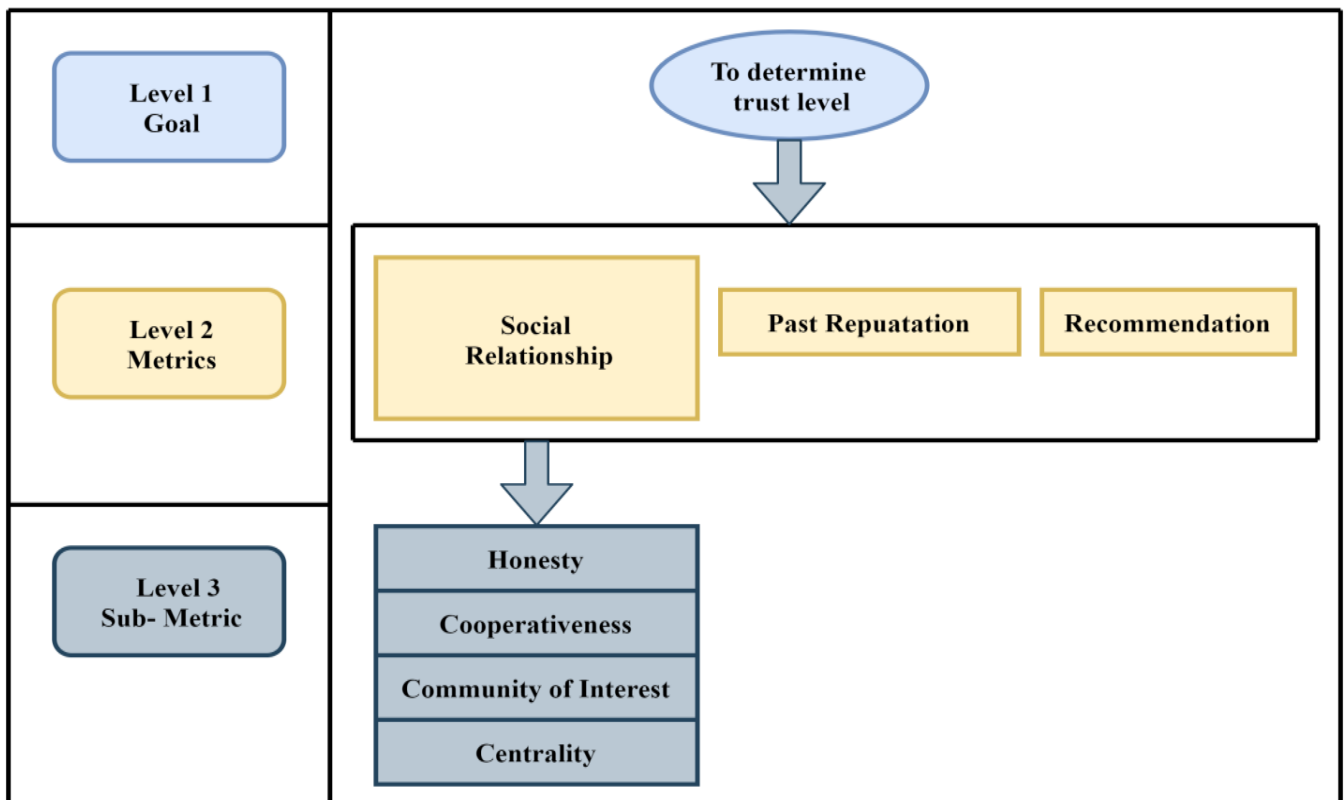 Level 1
Goal
To determine
trust level
Level 2
Metrics
Social
Relationship
Past Repuatation
Recommendation
Level 3
Sub- Metric
Honesty
Cooperativeness
Community of Interest
Centrality